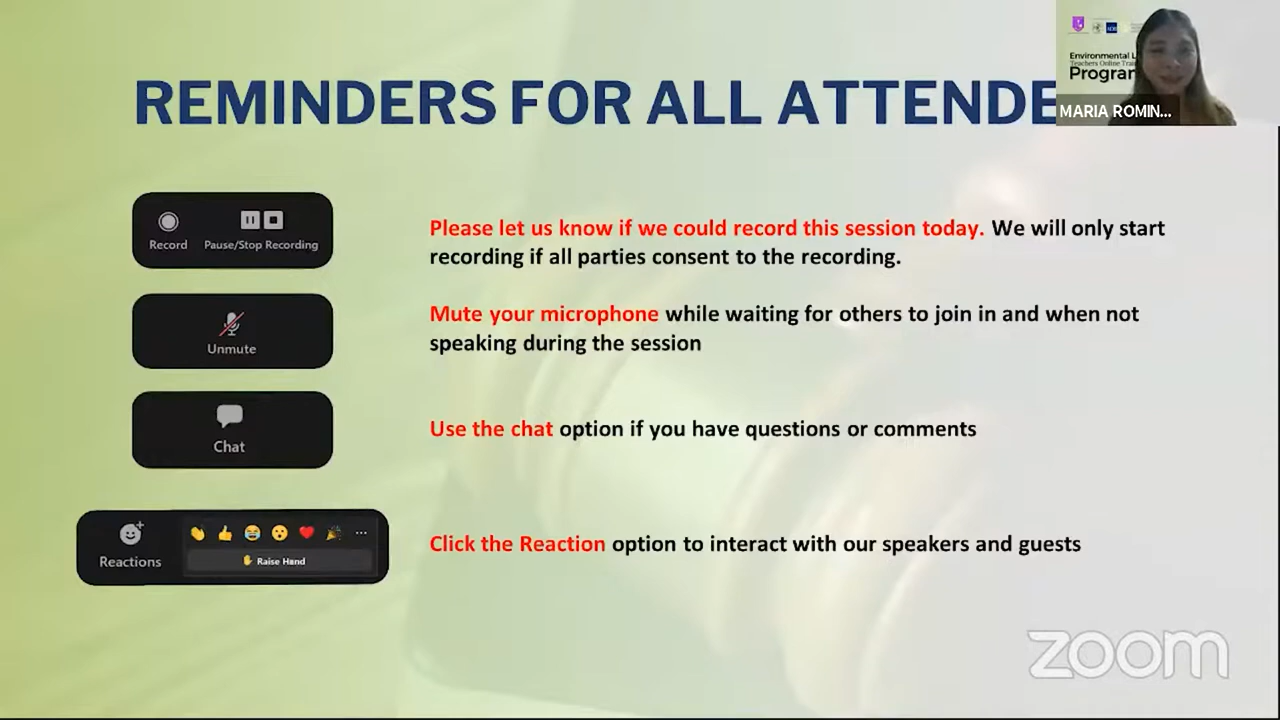 REMINDERS FOR ALL ATTENDE
Environmental L
Teachers Online Trai
Program
MARIA ROMIN...
Record
Pause/Stop Recording
Please let us know if we could record this session today. We will only start
recording if all parties consent to the recording.
Unmute
Mute your microphone while waiting for others to join in and when not
speaking during the session
Chat
Use the chat option if you have questions or comments
Reactions
Raise Hand
Click the Reaction option to interact with our speakers and guests
zoom